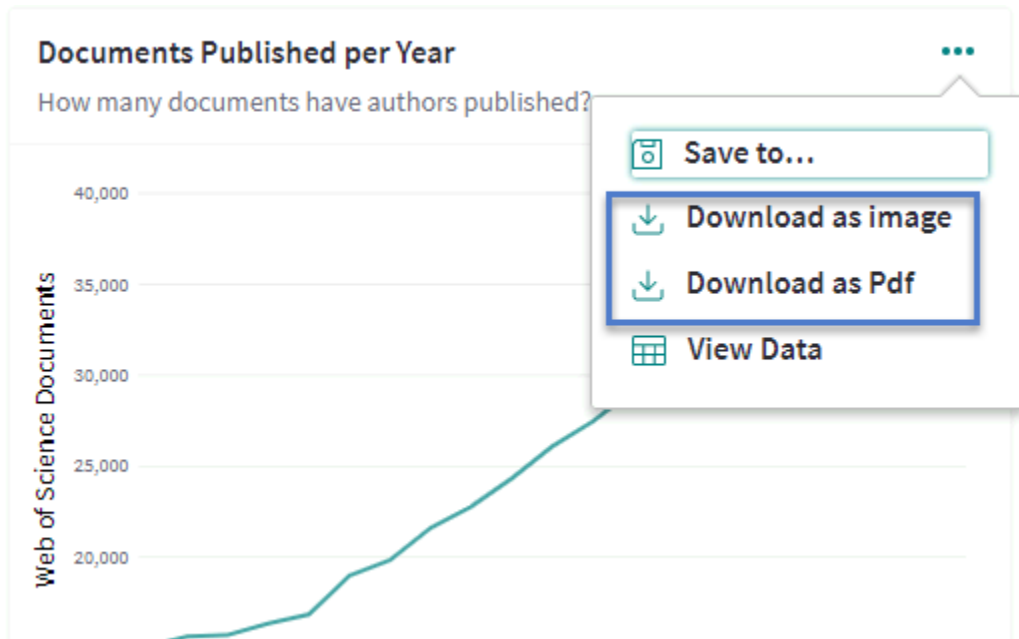 Documents Published per Year
How many documents have authors published?
Save to...
Download as image
Download as Pdf
View Data
Web of Science Documents
40,000
35,000
30,000
25,000
20,000